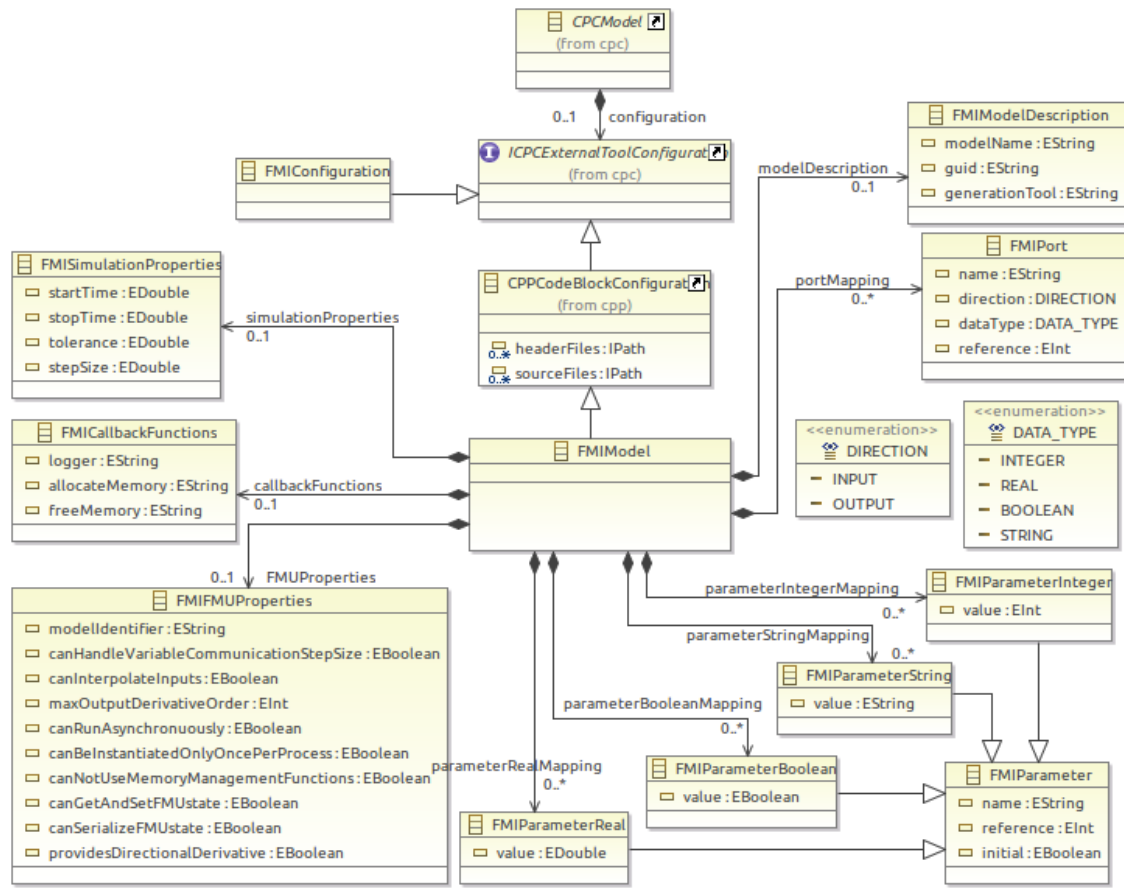 CPCModel
(from cpc)
0..1 configuration
ICPCExternalToolConfiguration
(from cpc)
FMIConfiguration
modelDescription
0..1
FMIModelDescription
modelName : EString
guid : EString
generationTool : EString
FMISimulationProperties
startTime : EDouble
stopTime : EDouble
tolerance : EDouble
stepSize : EDouble
simulationProperties
0..1
CPPCodeBlockConfiguration
(from cpp)
0..* headerFiles : IPath
0..* sourceFiles : IPath
portMapping
0..*
FMIPort
name : EString
direction : DIRECTION
dataType : DATA_TYPE
reference : EInt
FMICallbackFunctions
logger : EString
allocateMemory : EString
freeMemory : EString
callbackFunctions
0..1
FMIModel
<<enumeration>>
DIRECTION
INPUT
OUTPUT
<<enumeration>>
DATA_TYPE
INTEGER
REAL
BOOLEAN
STRING
0..1 FMUProperties
FMIFMUProperties
modelIdentifier : EString
canHandleVariableCommunicationStepSize : EBoolean
canInterpolateInputs : EBoolean
maxOutputDerivativeOrder : EInt
canRunAsynchronuously : EBoolean
canBeInstantiatedOnlyOncePerProcess : EBoolean
canNotUseMemoryManagementFunctions : EBoolean
canGetAndSetFMUstate : EBoolean
canSerializeFMUstate : EBoolean
providesDirectionalDerivative : EBoolean
parameterIntegerMapping
0..*
FMIParameterInteger
value : EInt
parameterStringMapping
0..*
FMIParameterString
value : EString
parameterBooleanMapping
0..*
FMIParameterBoolean
value : EBoolean
parameterRealMapping
0..*
FMIParameterReal
value : EDouble
FMIParameter
name : EString
reference : EInt
initial : EBoolean